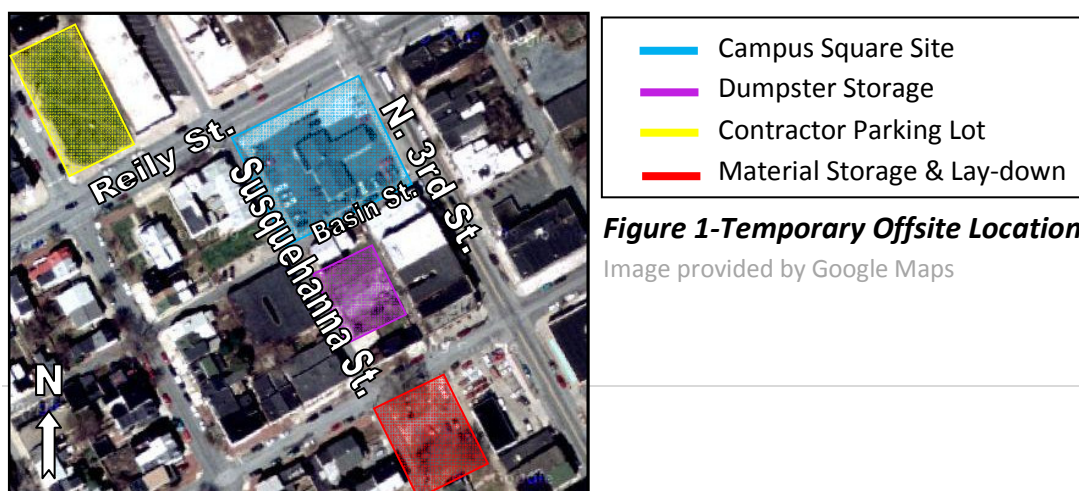 Reily St.
Susquehanna St.
N. 3rd St.
Basin St.
N
Campus Square Site
Dumpster Storage
Contractor Parking Lot
Material Storage & Lay-down
Figure 1-Temporary Offsite Location
Image provided by Google Maps